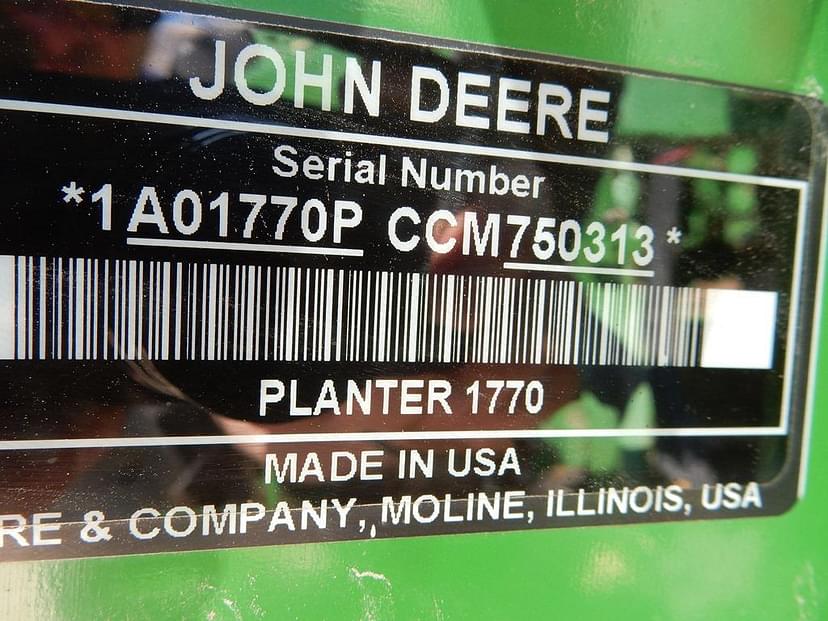 JOHN DEERE
Serial Number
*1A01770P CCM750313*
PLANTER 1770
MADE IN USA
RE & COMPANY, MOLINE, ILLINOIS, USA